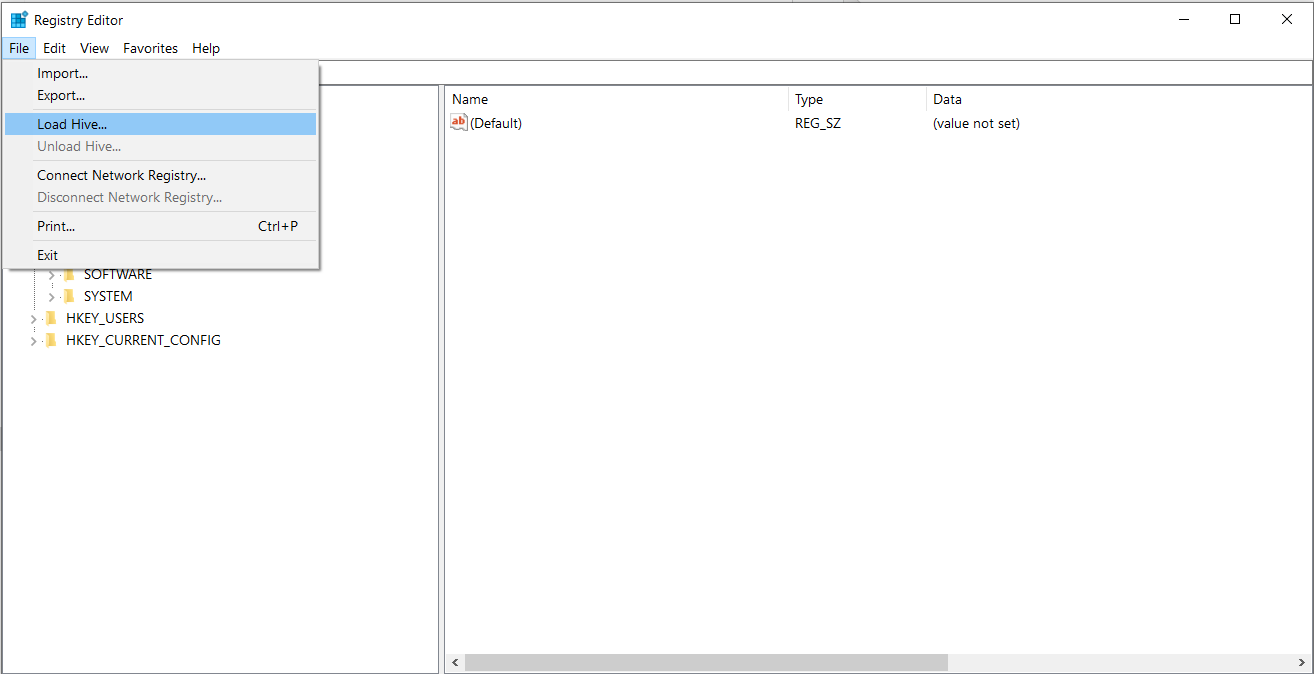 Registry Editor
File Edit View Favorites Help
Import...
Export...
Load Hive...
Unload Hive...
Connect Network Registry...
Disconnect Network Registry...
Print... Ctrl+P
Exit
SOFTWARE
SYSTEM
HKEY_USERS
HKEY_CURRENT_CONFIG
Name Type Data
ab (Default) REG_SZ (value not set)